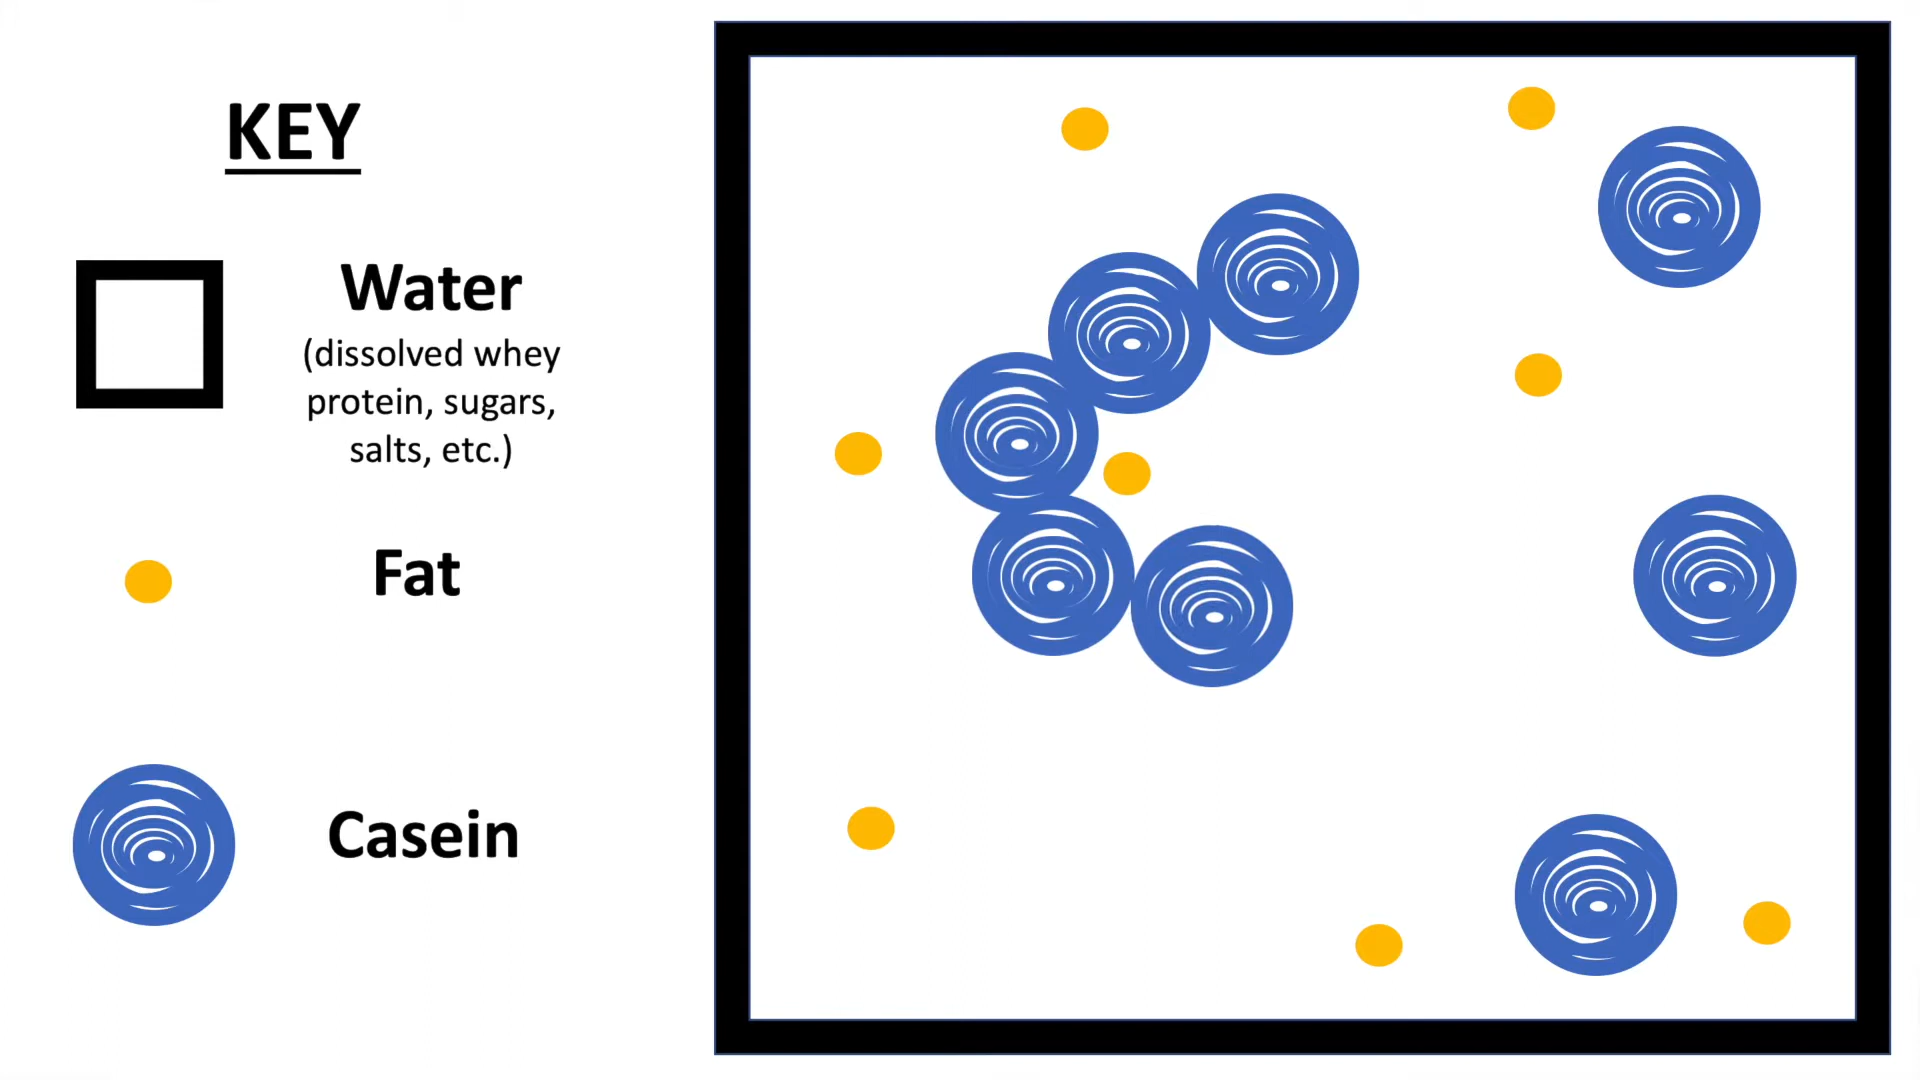 KEY
Water
(dissolved whey
protein, sugars,
salts, etc.)
Fat
Casein